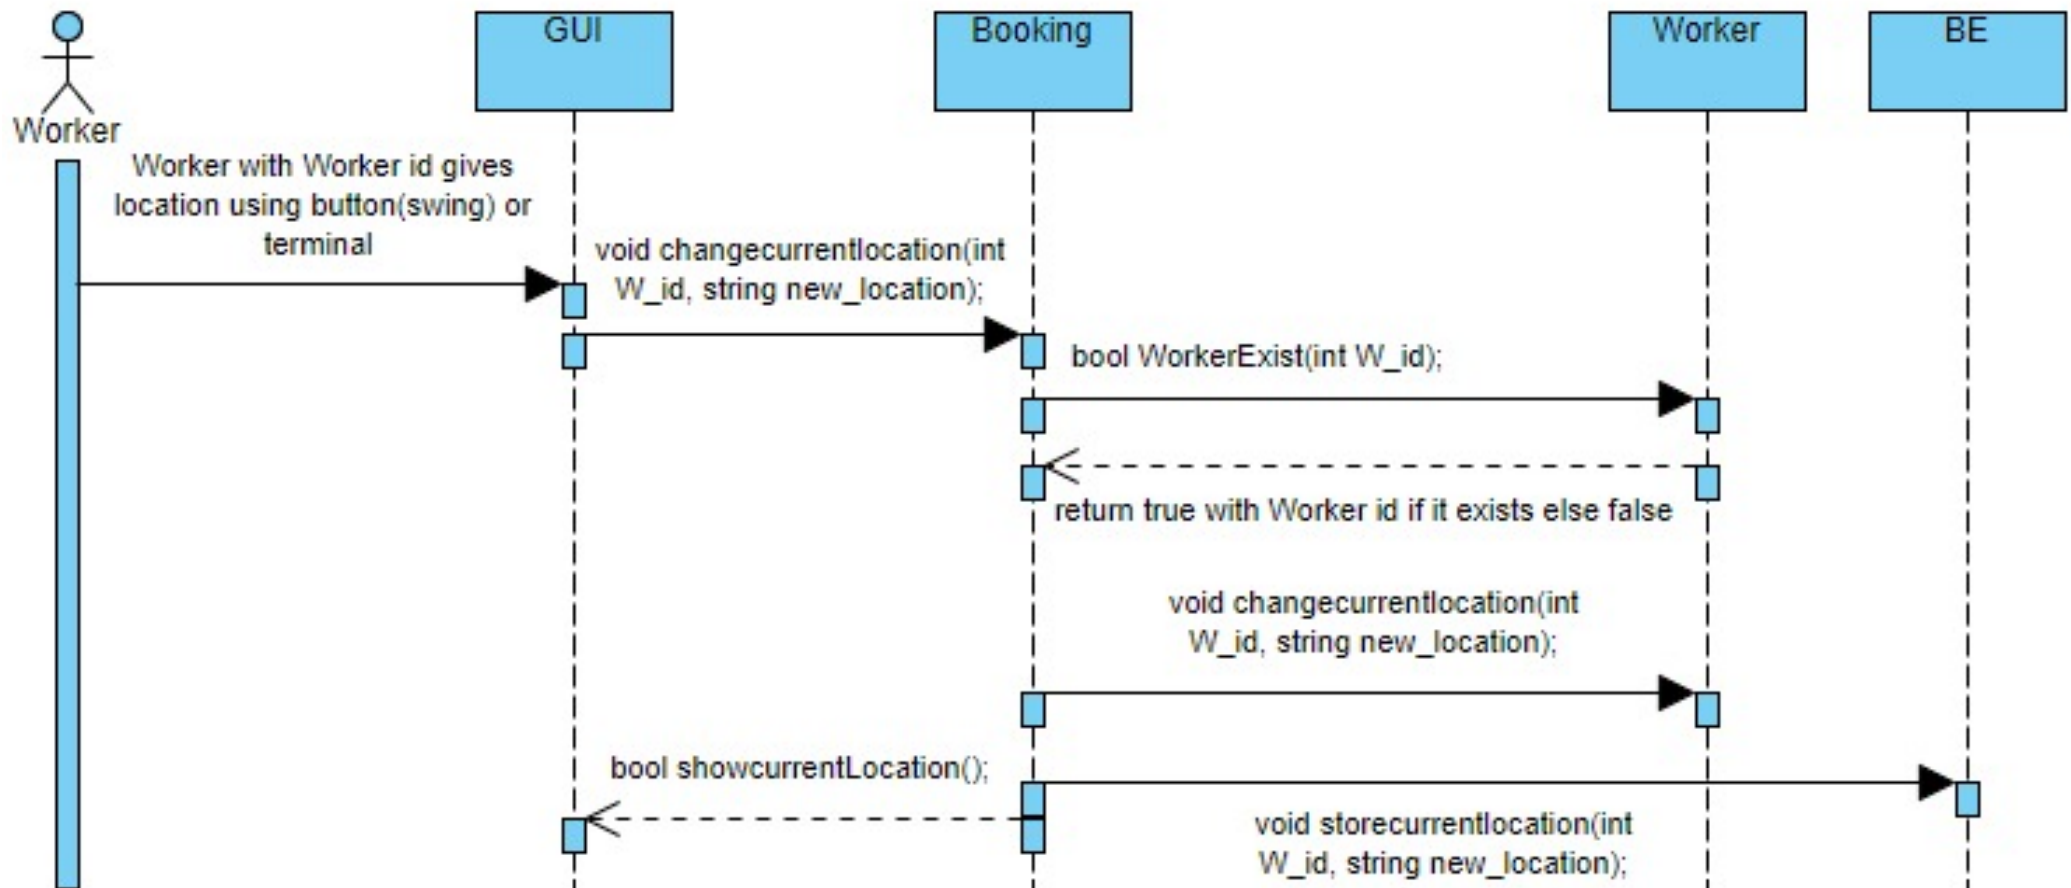 GUI
Booking
Worker
BE
Worker
Worker with Worker id gives
location using button(swing) or
terminal
void changecurrentlocation(int
W_id, string new_location);
bool WorkerExist(int W_id);
return true with Worker id if it exists else false
void changecurrentlocation(int
W_id, string new_location);
bool showcurrentLocation();
void storecurrentlocation(int
W_id, string new_location);